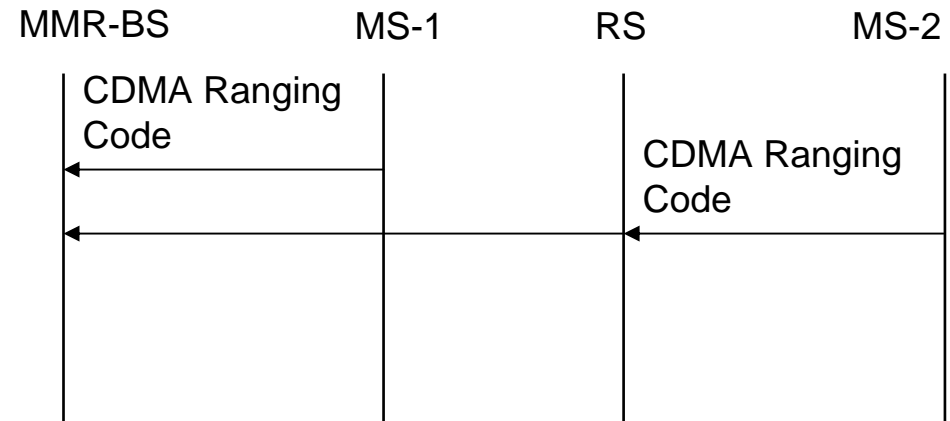 MMR-BS MS-1 RS MS-2
CDMA Ranging
Code
CDMA Ranging
Code